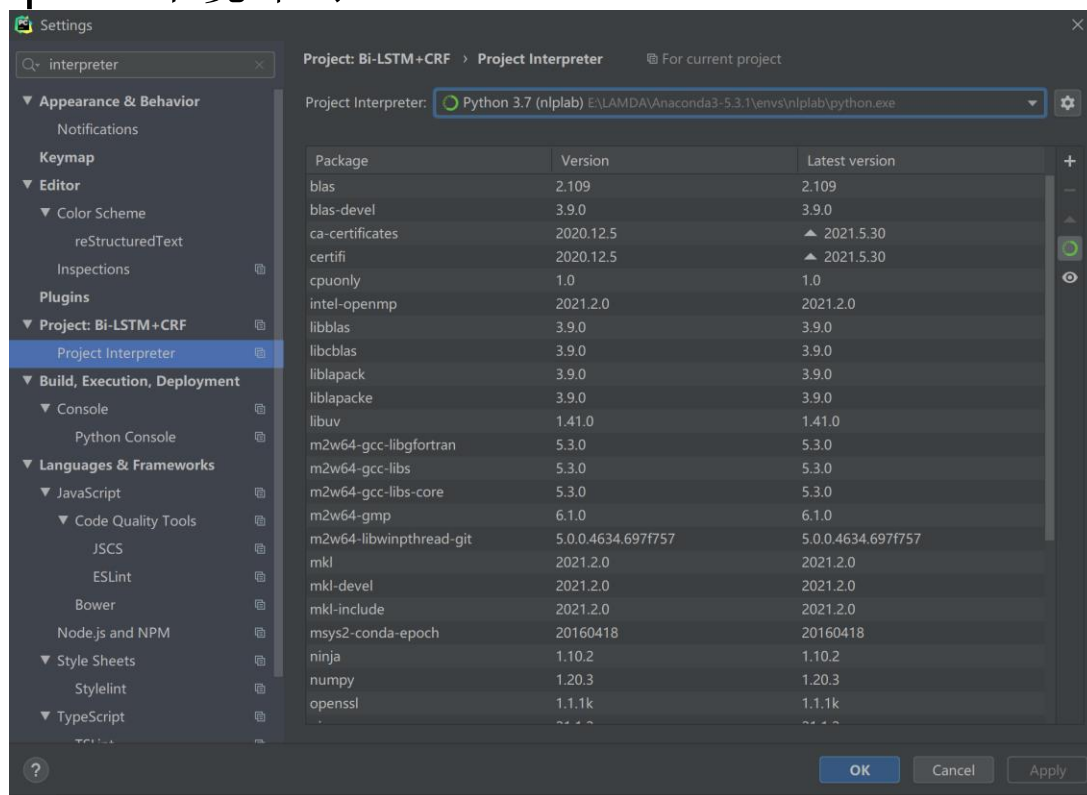 Settings
interpreter
Project: Bi-LSTM+CRF › Project Interpreter For current project
Appearance & Behavior
Notifications
Keymap
Editor
Color Scheme
reStructuredText
Inspections
Plugins
Project: Bi-LSTM+CRF
Project Interpreter
Build, Execution, Deployment
Console
Python Console
Languages & Frameworks
JavaScript
Code Quality Tools
JSCS
ESLint
Bower
Node.js and NPM
Style Sheets
Stylelint
TypeScript
Project Interpreter: Python 3.7 (nlplab) E:\LAMDA\Anaconda3-5.3.1\envs\nlplab\python.exe
Package Version Latest version
blas 2.109 2.109
blas-devel 3.9.0 3.9.0
ca-certificates 2020.12.5 2021.5.30
certifi 2020.12.5 2021.5.30
cpuonly 1.0 1.0
intel-openmp 2021.2.0 2021.2.0
libblas 3.9.0 3.9.0
libcblas 3.9.0 3.9.0
liblapack 3.9.0 3.9.0
liblapacke 3.9.0 3.9.0
libuv 1.41.0 1.41.0
m2w64-gcc-libgfortran 5.3.0 5.3.0
m2w64-gcc-libs 5.3.0 5.3.0
m2w64-gcc-libs-core 5.3.0 5.3.0
m2w64-gmp 6.1.0 6.1.0
m2w64-libwinpthread-git 5.0.0.4634.697f757 5.0.0.4634.697f757
mkl 2021.2.0 2021.2.0
mkl-devel 2021.2.0 2021.2.0
mkl-include 2021.2.0 2021.2.0
msys2-conda-epoch 20160418 20160418
ninja 1.10.2 1.10.2
numpy 1.20.3 1.20.3
openssl 1.1.1k 1.1.1k
? OK Cancel Apply